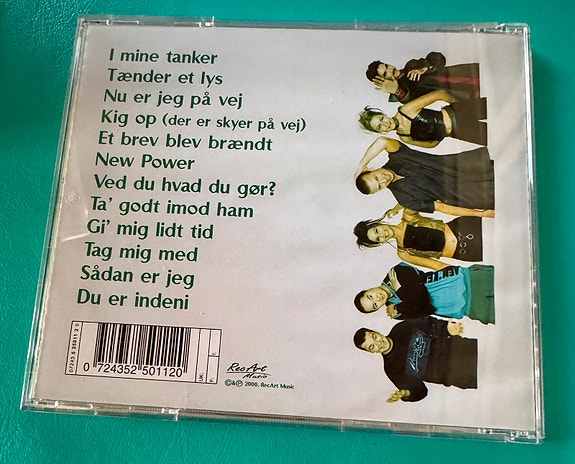 I mine tanker
Tænder et lys
Nu er jeg på vej
Kig op (der er skyer på vej)
Et brev blev brændt
New Power
Ved du hvad du gør?
Ta' godt imod ham
Gi' mig lidt tid
Tag mig med
Sådan er jeg
Du er indeni
0 724352 501120
RecArt
Music
©&℗ 2000, RecArt Music